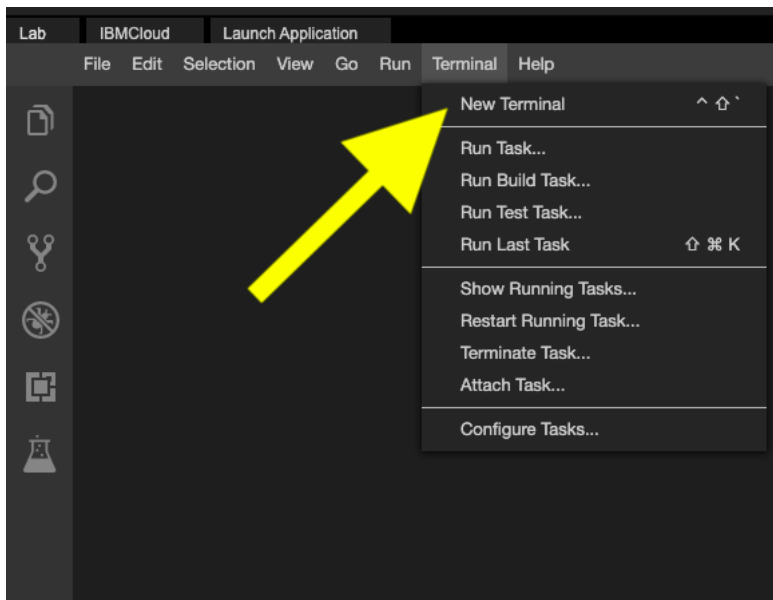 Lab IBMCloud Launch Application
File Edit Selection View Go Run Terminal Help
New Terminal ^ ⇧ `
Run Task...
Run Build Task...
Run Test Task...
Run Last Task ⇧ ⌘ K
Show Running Tasks...
Restart Running Task...
Terminate Task...
Attach Task...
Configure Tasks...